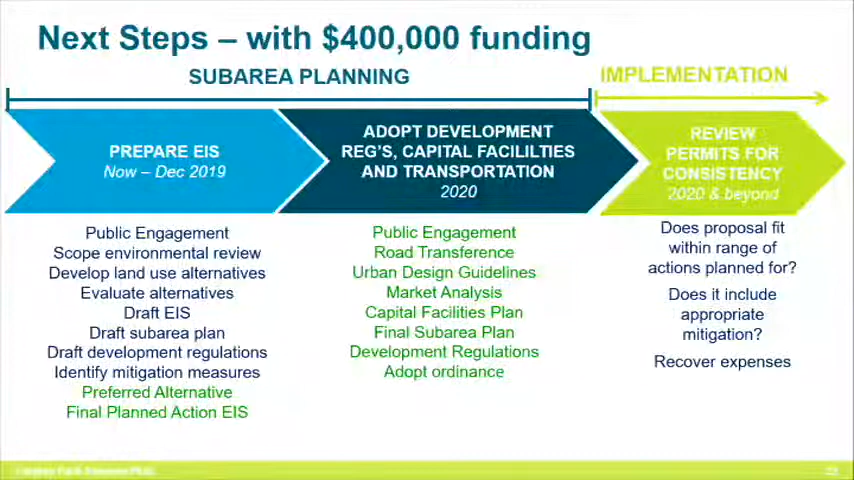 Next Steps – with $400,000 funding
SUBAREA PLANNING
IMPLEMENTATION
PREPARE EIS
Now – Dec 2019
ADOPT DEVELOPMENT
REG'S, CAPITAL FACILILTIES
AND TRANSPORTATION
2020
REVIEW
PERMITS FOR
CONSISTENCY
2020 & beyond
Public Engagement
Scope environmental review
Develop land use alternatives
Evaluate alternatives
Draft EIS
Draft subarea plan
Draft development regulations
Identify mitigation measures
Preferred Alternative
Final Planned Action EIS
Public Engagement
Road Transference
Urban Design Guidelines
Market Analysis
Capital Facilities Plan
Final Subarea Plan
Development Regulations
Adopt ordinance
Does proposal fit
within range of
actions planned for?
Does it include
appropriate
mitigation?
Recover expenses